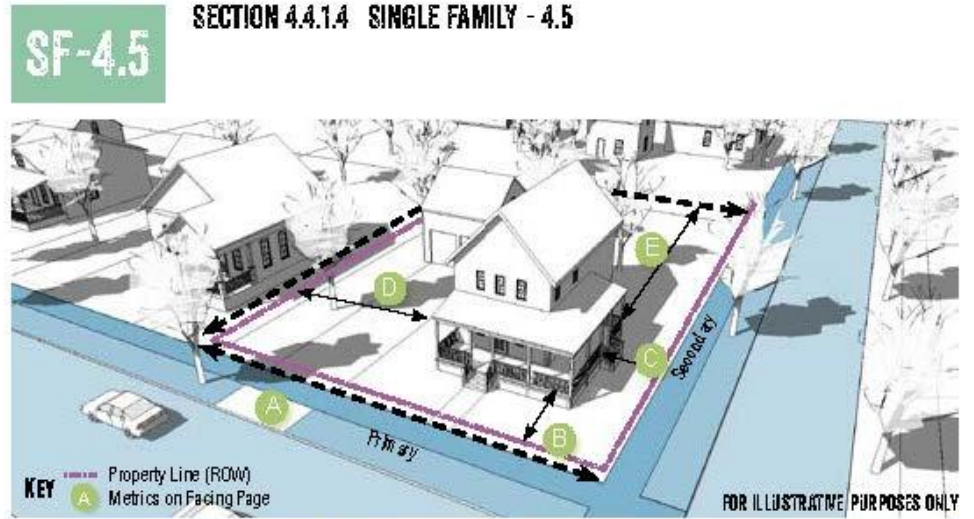 SECTION 4.4.1.4 SINGLE FAMILY - 4.5
SF-4.5
E
D
C
Secondary
A
B
Primary
KEY
Property Line (ROW)
A Metrics on Facing Page
FOR ILLUSTRATIVE PURPOSES ONLY